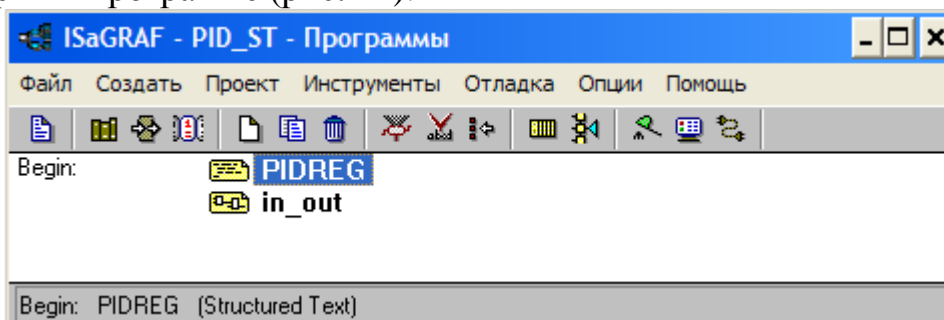 ISaGRAF - PID_ST - Программы
Файл Создать Проект Инструменты Отладка Опции Помощь
Begin: PIDREG
in_out
Begin: PIDREG (Structured Text)